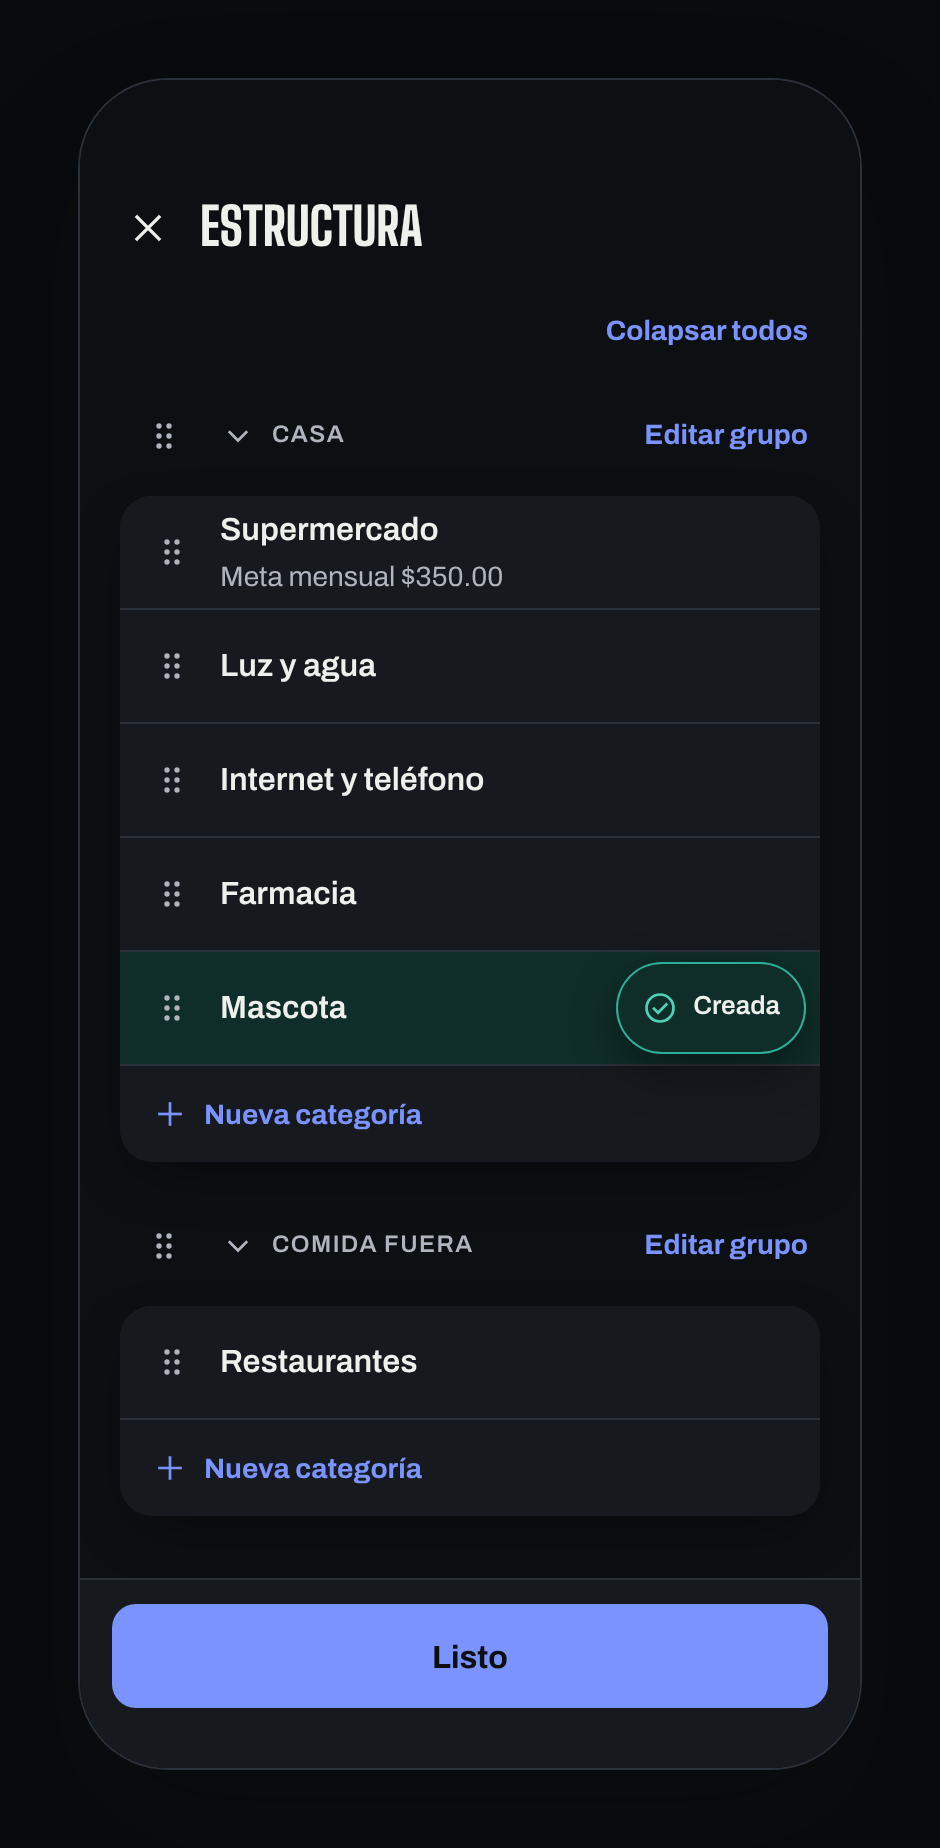 ESTRUCTURA
Colapsar todos
CASA
Editar grupo
Supermercado
Meta mensual $350.00
Luz y agua
Internet y teléfono
Farmacia
Mascota
Creada
Nueva categoría
COMIDA FUERA
Editar grupo
Restaurantes
Nueva categoría
Listo